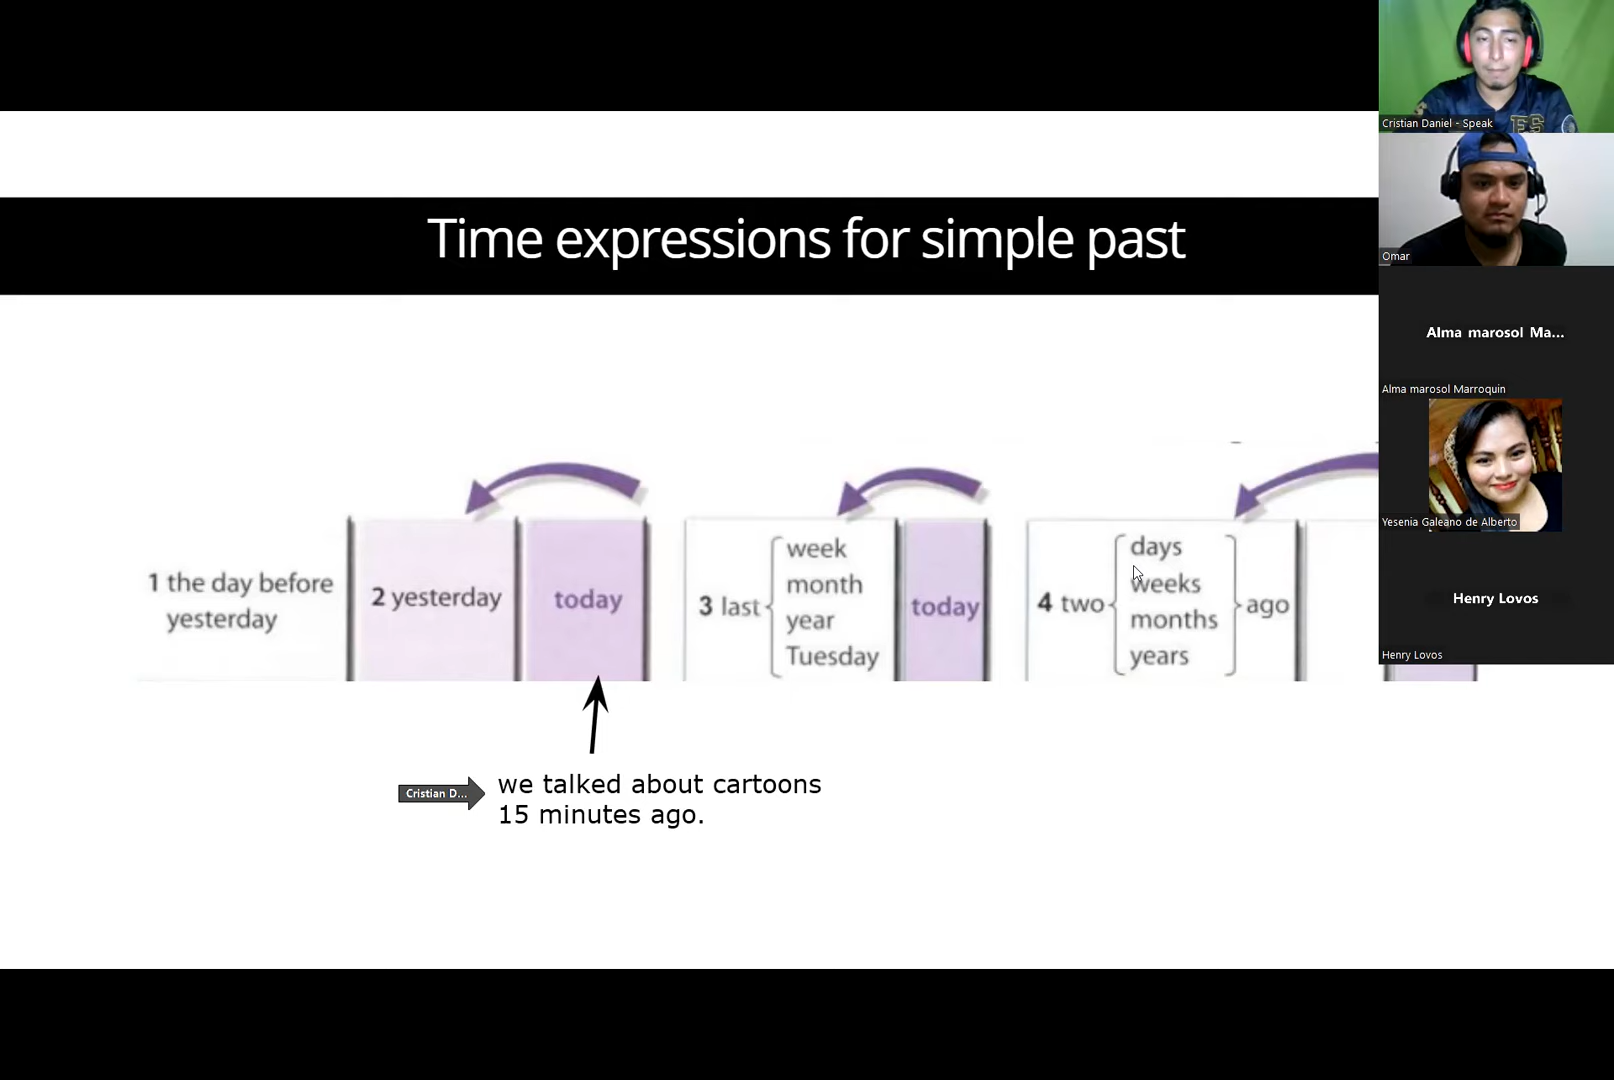 Time expressions for simple past
1 the day before
yesterday
2 yesterday
today
3 last
week
month
year
Tuesday
today
4 two
days
weeks
months
years
ago
Cristian D...
we talked about cartoons
15 minutes ago.
ES
Cristian Daniel - Speak
Omar
Alma marosol Ma...
Alma marosol Marroquin
Yesenia Galeano de Alberto
Henry Lovos
Henry Lovos